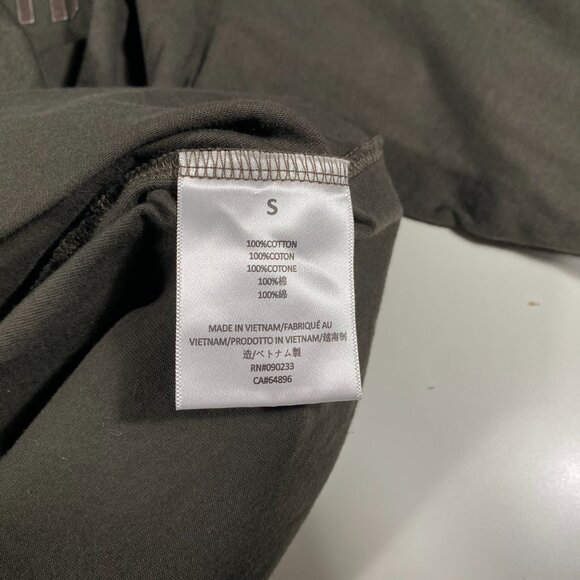 S
100%COTTON
100%COTON
100%COTONE
100%棉
100%綿
MADE IN VIETNAM/FABRIQUÉ AU
VIETNAM/PRODOTTO IN VIETNAM/越南制
造/ベトナム製
RN#090233
CA#64896